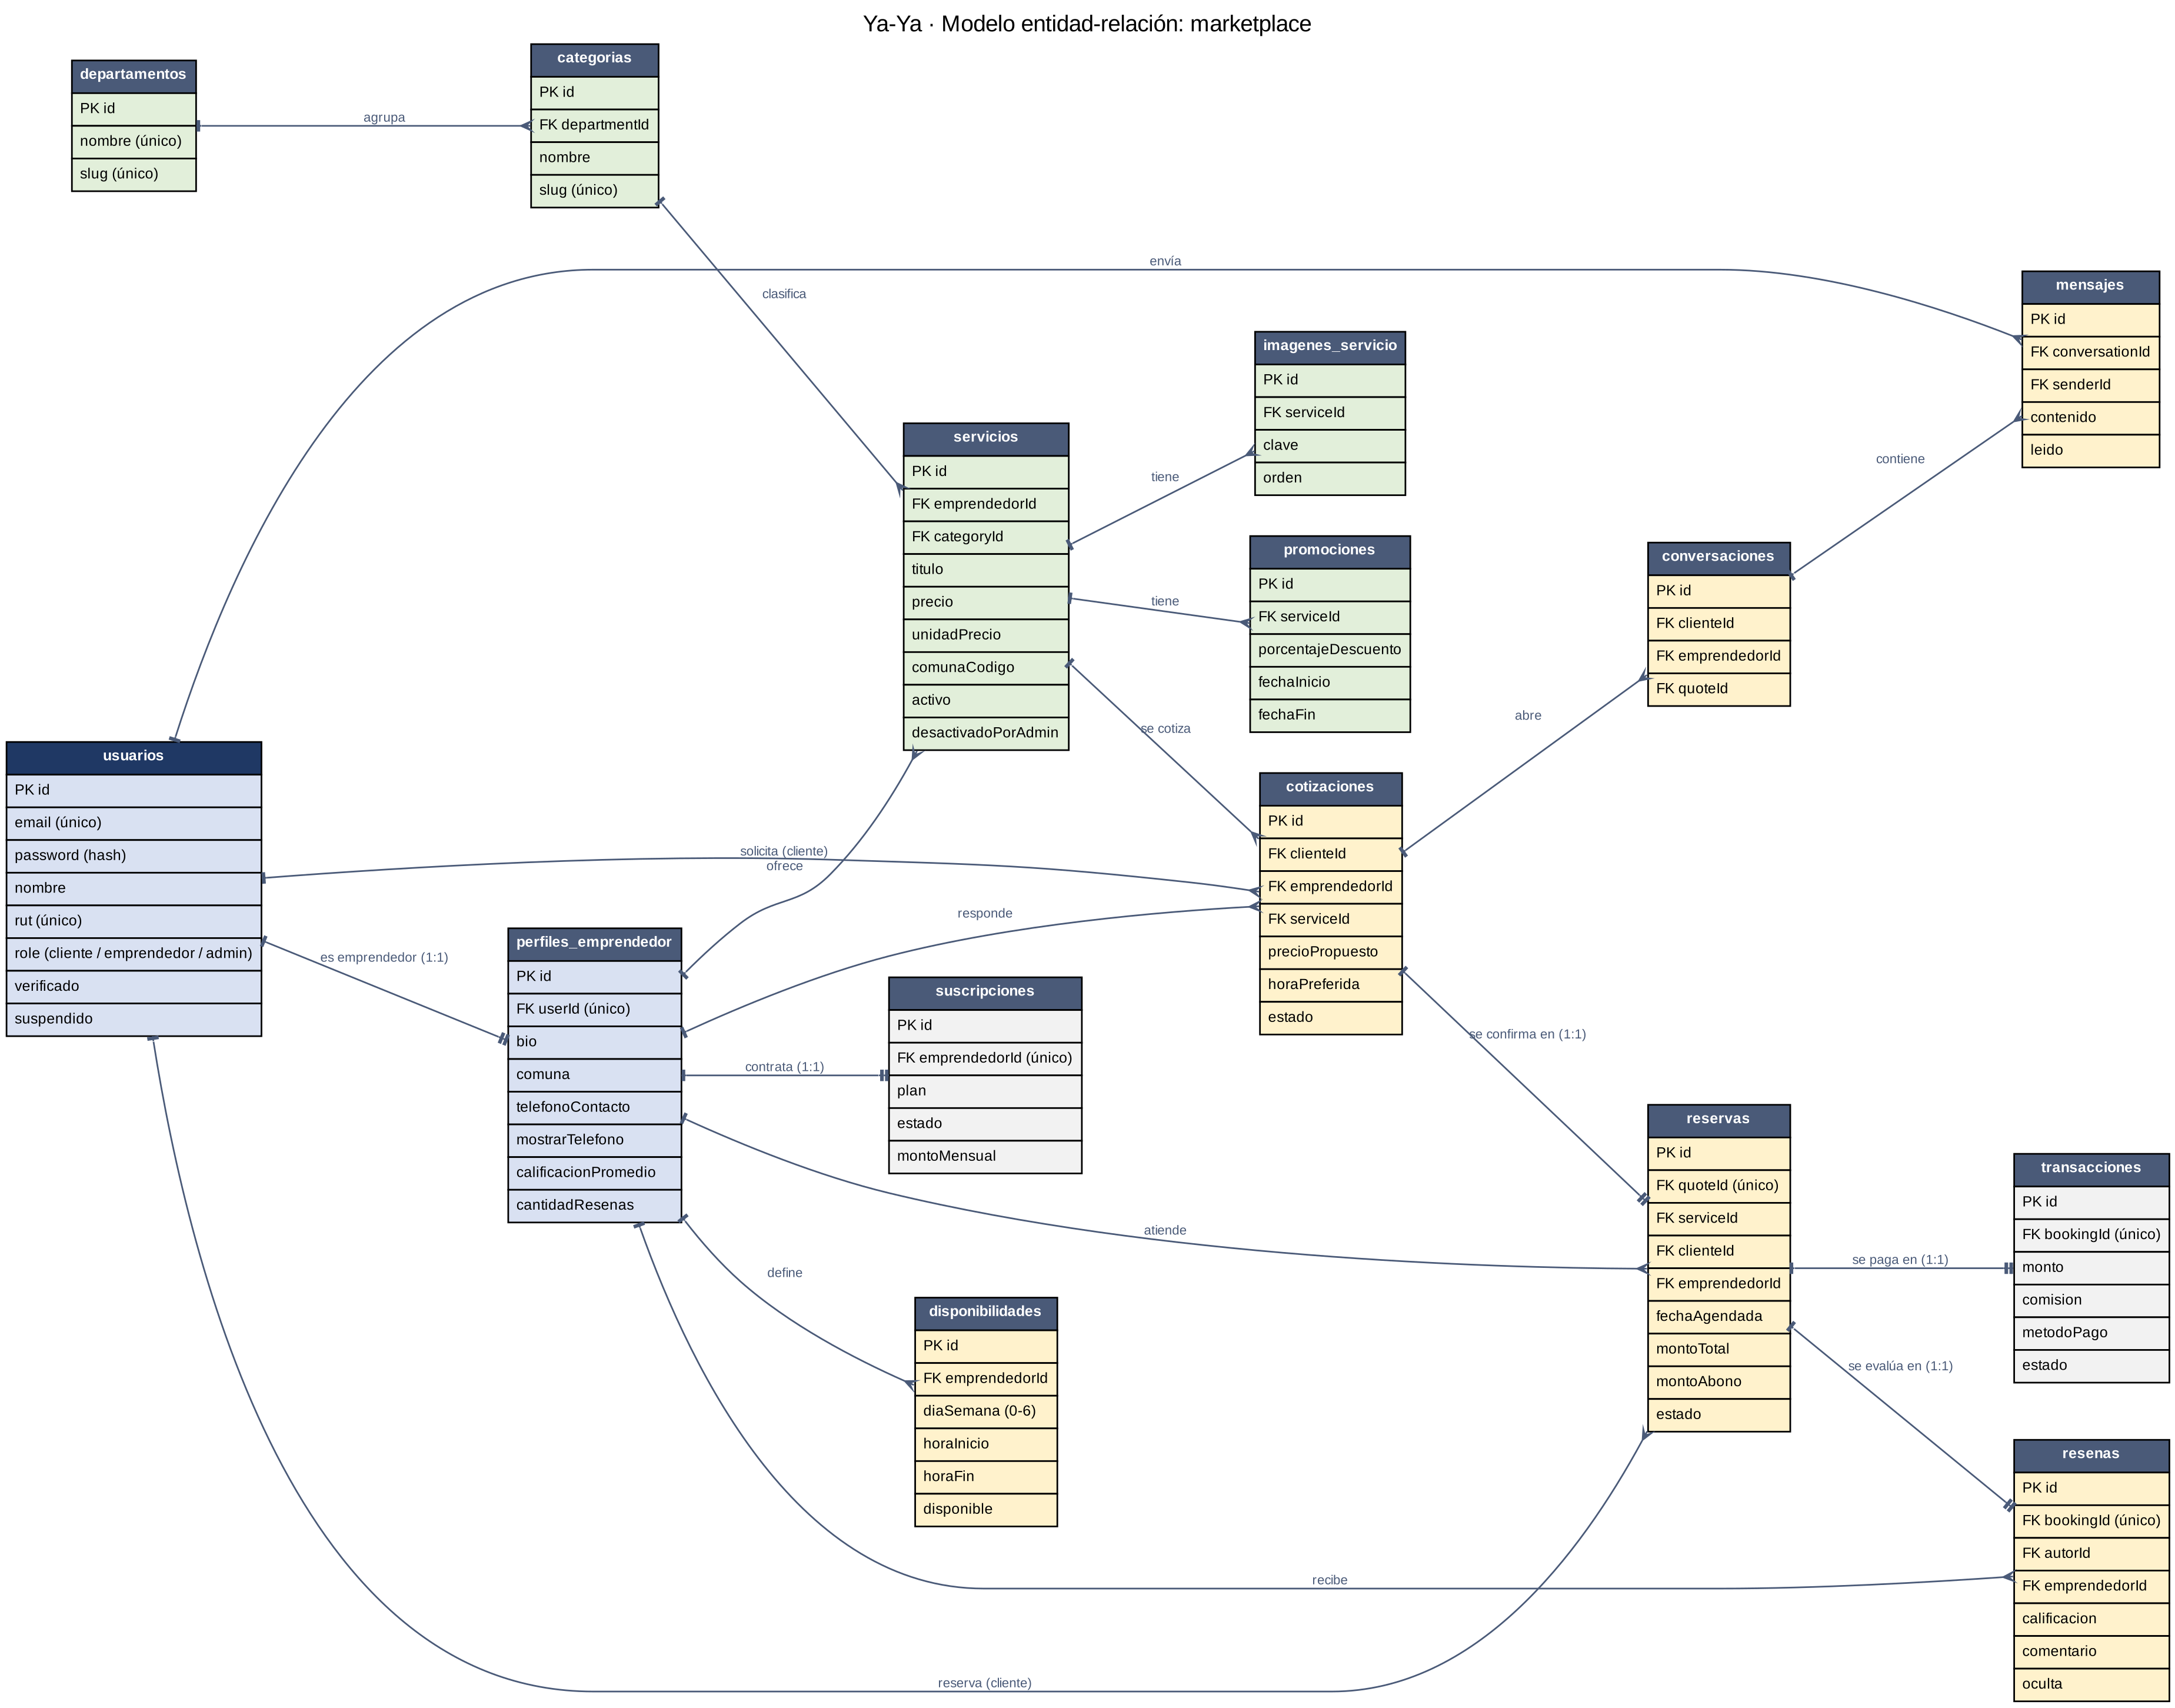 Ya-Ya · Modelo entidad-relación: marketplace
departamentos
PK id
nombre (único)
slug (único)
agrupa
categorias
PK id
FK departmentId
nombre
slug (único)
clasifica
envía
mensajes
PK id
FK conversationId
FK senderId
contenido
leido
contiene
imagenes_servicio
PK id
FK serviceId
clave
orden
tiene
servicios
PK id
FK emprendedorId
FK categoryId
titulo
precio
unidadPrecio
comunaCodigo
activo
desactivadoPorAdmin
tiene
promociones
PK id
FK serviceId
porcentajeDescuento
fechaInicio
fechaFin
se cotiza
conversaciones
PK id
FK clienteId
FK emprendedorId
FK quoteId
abre
usuarios
PK id
email (único)
password (hash)
nombre
rut (único)
role (cliente / emprendedor / admin)
verificado
suspendido
solicita (cliente)
ofrece
responde
es emprendedor (1:1)
cotizaciones
PK id
FK clienteId
FK emprendedorId
FK serviceId
precioPropuesto
horaPreferida
estado
perfiles_emprendedor
PK id
FK userId (único)
bio
comuna
telefonoContacto
mostrarTelefono
calificacionPromedio
cantidadResenas
contrata (1:1)
suscripciones
PK id
FK emprendedorId (único)
plan
estado
montoMensual
se confirma en (1:1)
atiende
define
reservas
PK id
FK quoteId (único)
FK serviceId
FK clienteId
FK emprendedorId
fechaAgendada
montoTotal
montoAbono
estado
se paga en (1:1)
transacciones
PK id
FK bookingId (único)
monto
comision
metodoPago
estado
se evalúa en (1:1)
disponibilidades
PK id
FK emprendedorId
diaSemana (0-6)
horaInicio
horaFin
disponible
recibe
resenas
PK id
FK bookingId (único)
FK autorId
FK emprendedorId
calificacion
comentario
oculta
reserva (cliente)